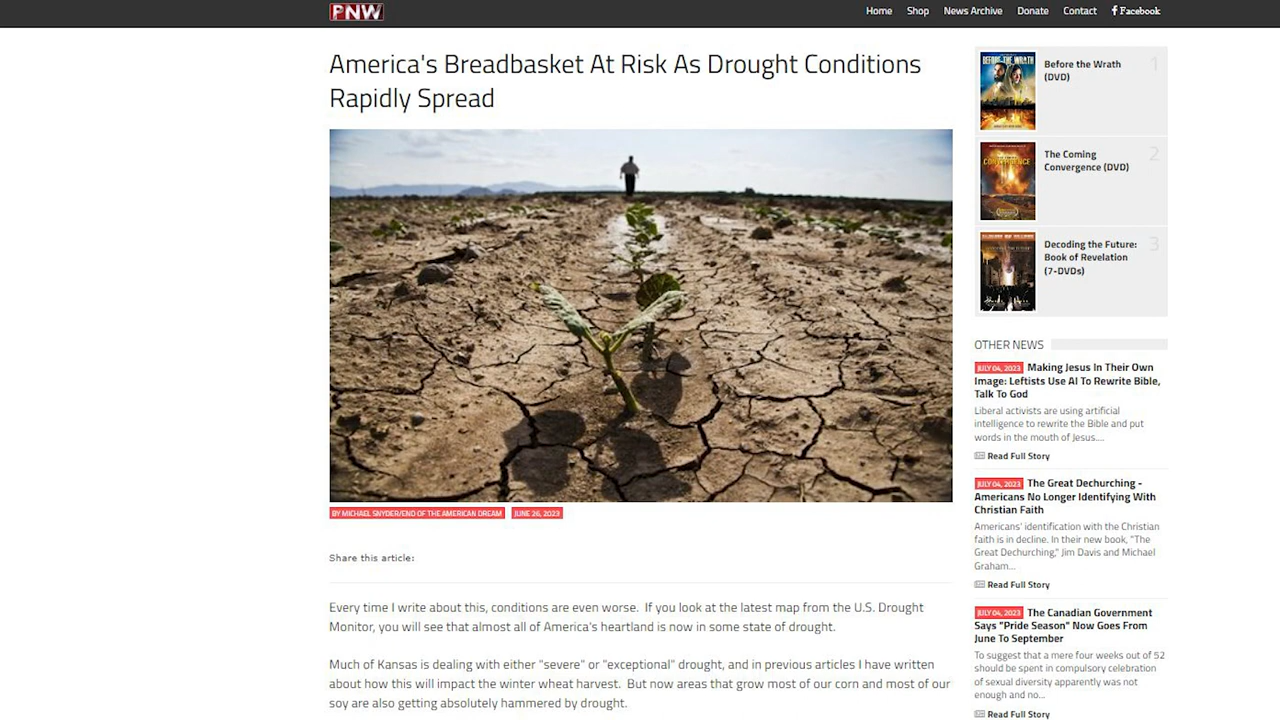 PNW
Home Shop News Archive Donate Contact Facebook
America's Breadbasket At Risk As Drought Conditions
Rapidly Spread
BY MICHAEL SNYDER/END OF THE AMERICAN DREAM JUNE 26, 2023
Share this article:
Every time I write about this, conditions are even worse. If you look at the latest map from the U.S. Drought
Monitor, you will see that almost all of America's heartland is now in some state of drought.
Much of Kansas is dealing with either "severe" or "exceptional" drought, and in previous articles I have written
about how this will impact the winter wheat harvest. But now areas that grow most of our corn and most of our
soy are also getting absolutely hammered by drought.
BEFORE THE WRATH
Before the Wrath
(DVD)
1
CONVERGENCE
The Coming
Convergence (DVD)
2
Decoding the Future:
Book of Revelation
(7-DVDs)
3
OTHER NEWS
JULY 04, 2023 Making Jesus In Their Own
Image: Leftists Use AI To Rewrite Bible,
Talk To God
Liberal activists are using artificial
intelligence to rewrite the Bible and put
words in the mouth of Jesus....
Read Full Story
JULY 04, 2023 The Great Dechurching -
Americans No Longer Identifying With
Christian Faith
Americans' identification with the Christian
faith is in decline. In their new book, "The
Great Dechurching," Jim Davis and Michael
Graham...
Read Full Story
JULY 04, 2023 The Canadian Government
Says "Pride Season" Now Goes From
June To September
To suggest that a mere four weeks out of 52
should be spent in compulsory celebration
of sexual diversity apparently was not
enough and no...
Read Full Story